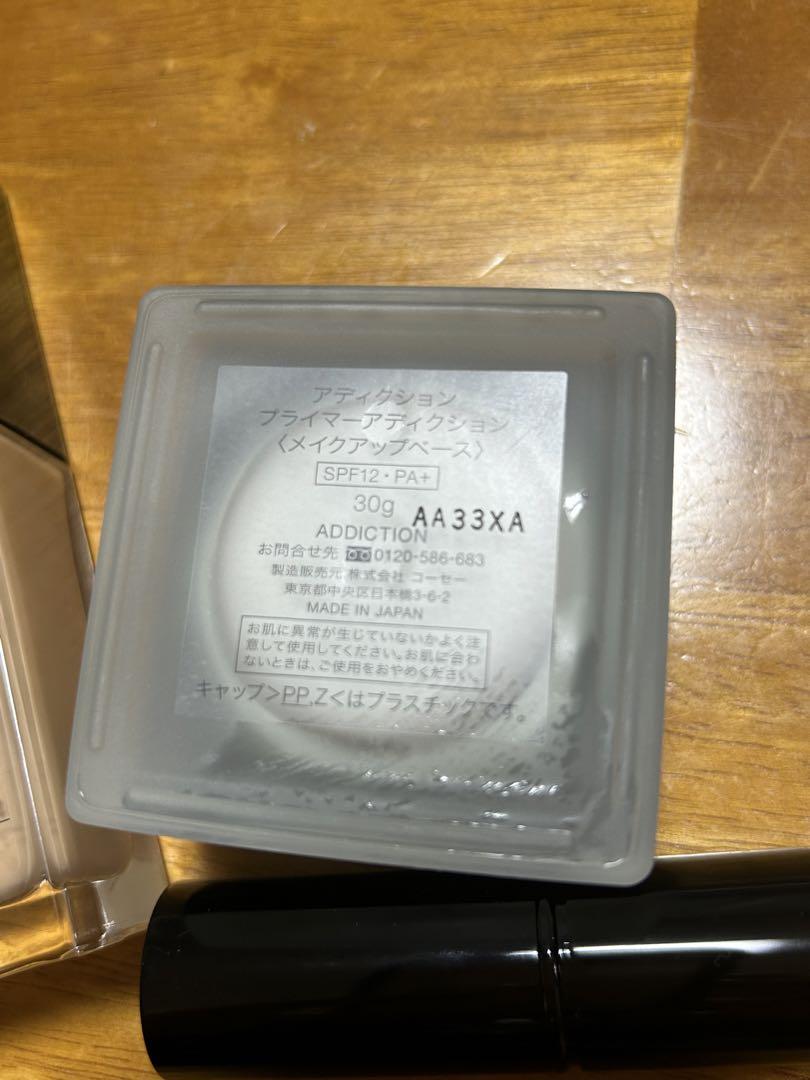 アディクション
プライマーアディクション
〈メイクアップベース〉
SPF12・PA+
30g AA33XA
ADDICTION
お問合せ先 0120-586-683
製造販売元 株式会社 コーセー
東京都中央区日本橋3-6-2
MADE IN JAPAN
お肌に異常が生じていないかよく注
意して使用してください。お肌に合わ
ないときは、ご使用をおやめください。
キャップ>PP,Z<はプラスチックです。